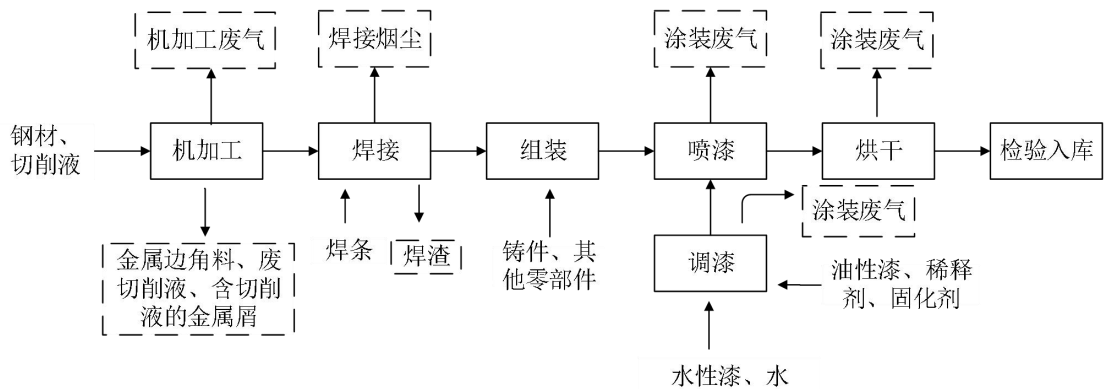 机加工废气
焊接烟尘
涂装废气
涂装废气
钢材、
切削液
机加工
焊接
组装
喷漆
烘干
检验入库
涂装废气
焊条
焊渣
铸件、其
他零部件
调漆
金属边角料、废
切削液、含切削
液的金属屑
油性漆、稀释
剂、固化剂
水性漆、水